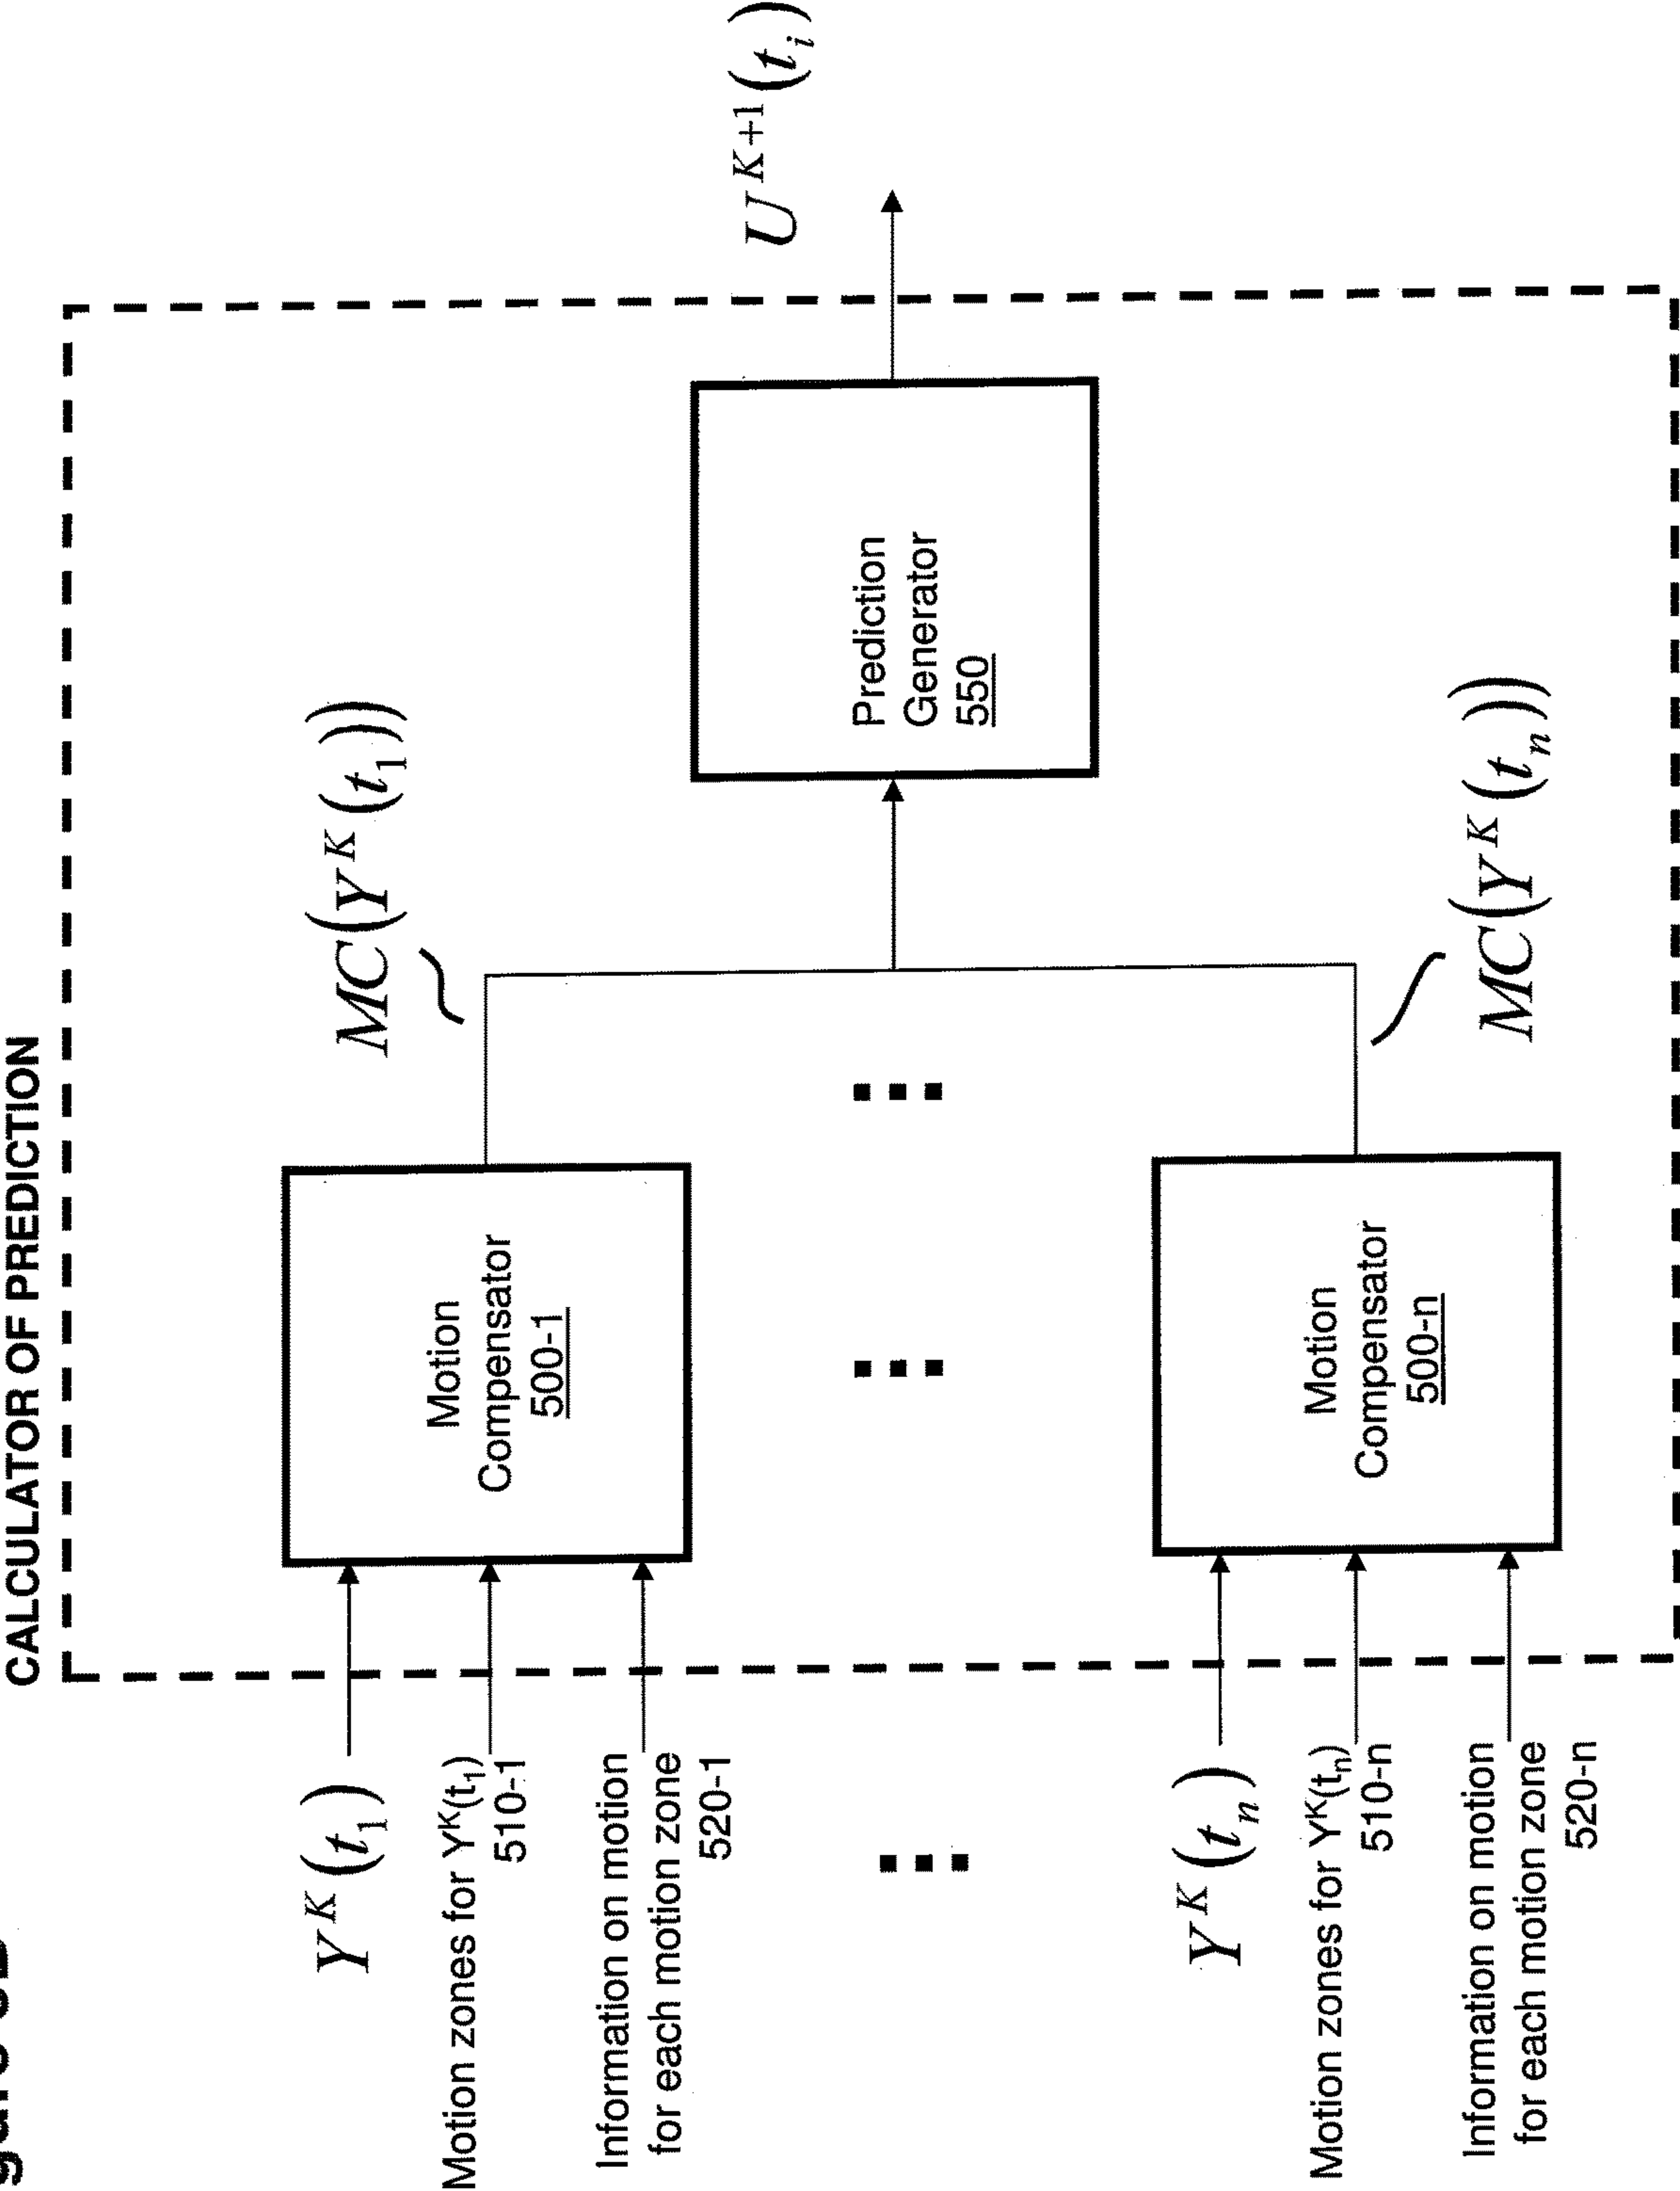 CALCULATOR OF PREDICTION
Y^K(t_1)
Motion zones for Y^K(t_1)
510-1
Information on motion
for each motion zone
520-1
Motion
Compensator
500-1
MC(Y^K(t_1))
Prediction
Generator
550
U^{K+1}(t_i)
Y^K(t_n)
Motion zones for Y^K(t_n)
510-n
Information on motion
for each motion zone
520-n
Motion
Compensator
500-n
MC(Y^K(t_n))